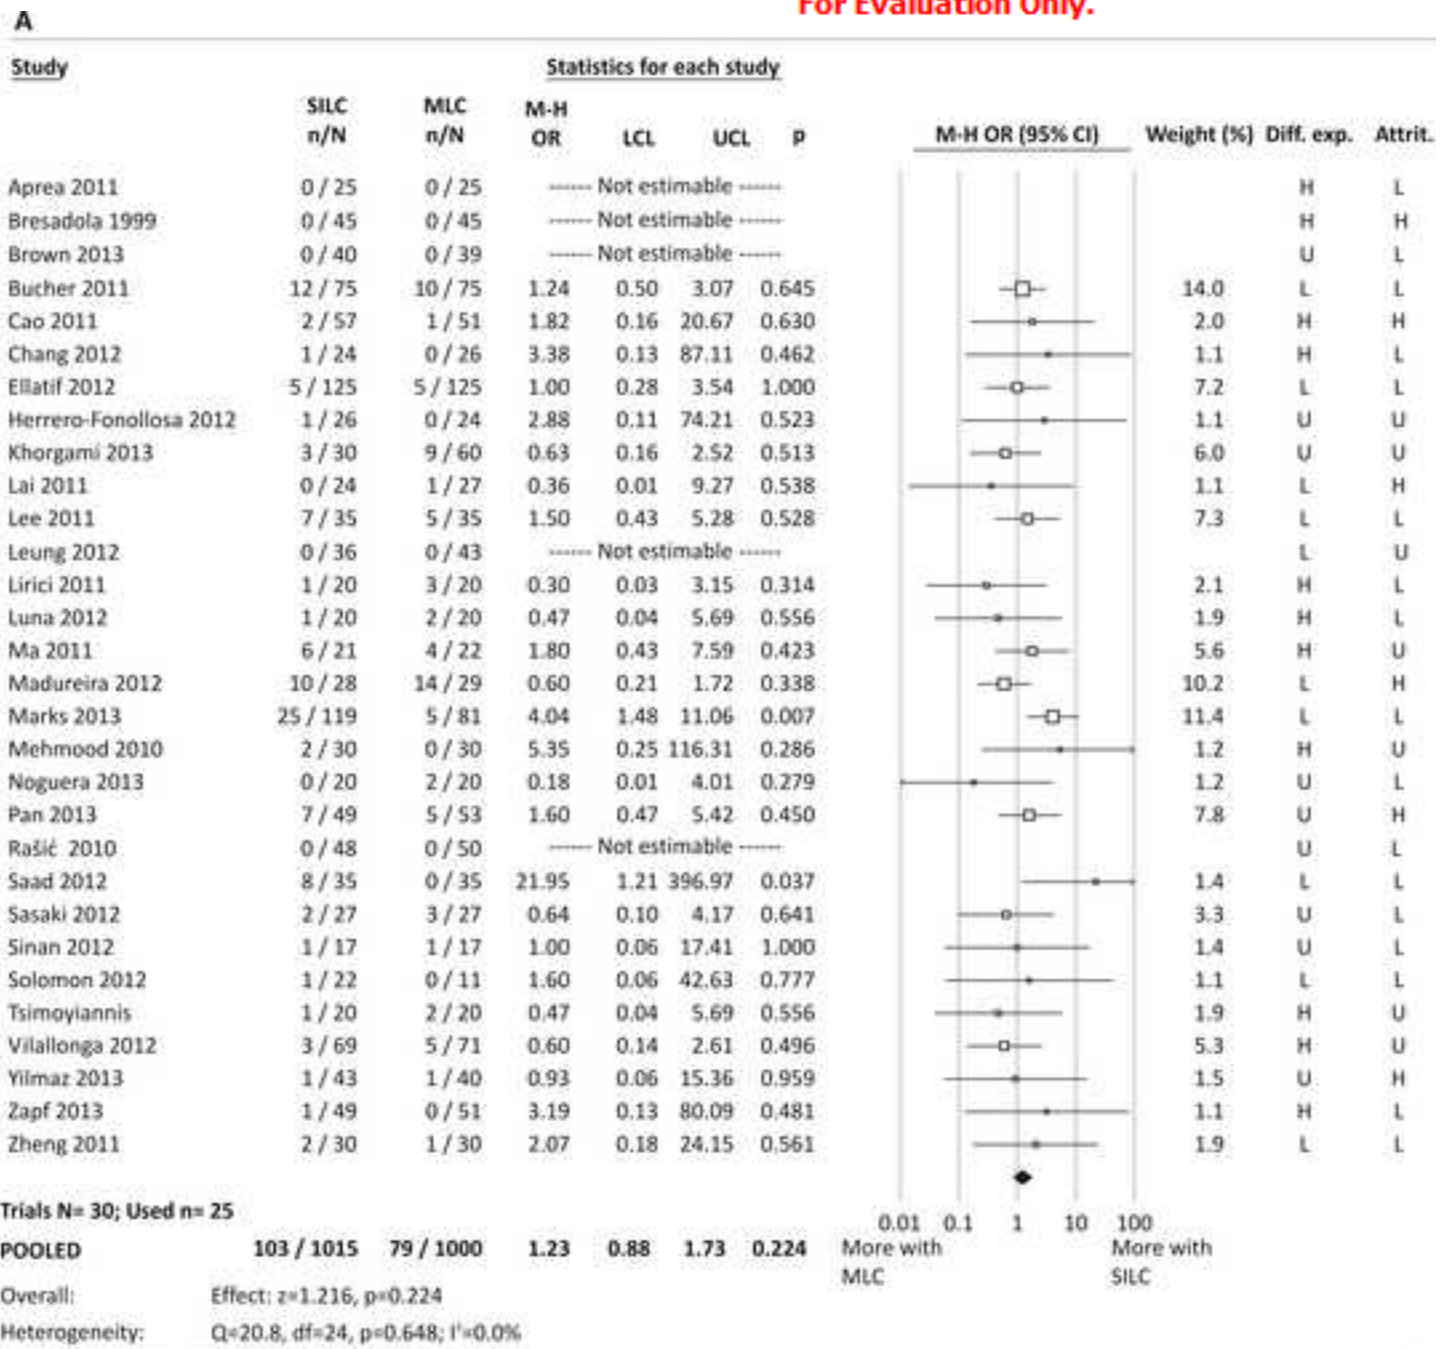 For Evaluation Only.
A
Study Statistics for each study
SILC MLC M-H
n/N n/N OR LCL UCL p M-H OR (95% CI) Weight (%) Diff. exp. Attrit.
Aprea 2011 0 / 25 0 / 25 ------ Not estimable ------ H L
Bresadola 1999 0 / 45 0 / 45 ------ Not estimable ------ H H
Brown 2013 0 / 40 0 / 39 ------ Not estimable ------ U L
Bucher 2011 12 / 75 10 / 75 1.24 0.50 3.07 0.645 14.0 L L
Cao 2011 2 / 57 1 / 51 1.82 0.16 20.67 0.630 2.0 H H
Chang 2012 1 / 24 0 / 26 3.38 0.13 87.11 0.462 1.1 H L
Ellatif 2012 5 / 125 5 / 125 1.00 0.28 3.54 1.000 7.2 L L
Herrero-Fonollosa 2012 1 / 26 0 / 24 2.88 0.11 74.21 0.523 1.1 U U
Khorgami 2013 3 / 30 9 / 60 0.63 0.16 2.52 0.513 6.0 U U
Lai 2011 0 / 24 1 / 27 0.36 0.01 9.27 0.538 1.1 L H
Lee 2011 7 / 35 5 / 35 1.50 0.43 5.28 0.528 7.3 L L
Leung 2012 0 / 36 0 / 43 ------ Not estimable ------ L U
Lirici 2011 1 / 20 3 / 20 0.30 0.03 3.15 0.314 2.1 H L
Luna 2012 1 / 20 2 / 20 0.47 0.04 5.69 0.556 1.9 H L
Ma 2011 6 / 21 4 / 22 1.80 0.43 7.59 0.423 5.6 H U
Madureira 2012 10 / 28 14 / 29 0.60 0.21 1.72 0.338 10.2 L H
Marks 2013 25 / 119 5 / 81 4.04 1.48 11.06 0.007 11.4 L L
Mehmood 2010 2 / 30 0 / 30 5.35 0.25 116.31 0.286 1.2 H U
Noguera 2013 0 / 20 2 / 20 0.18 0.01 4.01 0.279 1.2 U L
Pan 2013 7 / 49 5 / 53 1.60 0.47 5.42 0.450 7.8 U H
Rašić 2010 0 / 48 0 / 50 ------ Not estimable ------ U L
Saad 2012 8 / 35 0 / 35 21.95 1.21 396.97 0.037 1.4 L L
Sasaki 2012 2 / 27 3 / 27 0.64 0.10 4.17 0.641 3.3 U L
Sinan 2012 1 / 17 1 / 17 1.00 0.06 17.41 1.000 1.4 U L
Solomon 2012 1 / 22 0 / 11 1.60 0.06 42.63 0.777 1.1 L L
Tsimoyiannis 1 / 20 2 / 20 0.47 0.04 5.69 0.556 1.9 H U
Vilallonga 2012 3 / 69 5 / 71 0.60 0.14 2.61 0.496 5.3 H U
Yilmaz 2013 1 / 43 1 / 40 0.93 0.06 15.36 0.959 1.5 U H
Zapf 2013 1 / 49 0 / 51 3.19 0.13 80.09 0.481 1.1 H L
Zheng 2011 2 / 30 1 / 30 2.07 0.18 24.15 0.561 1.9 L L
Trials N= 30; Used n= 25
0.01 0.1 1 10 100
POOLED 103 / 1015 79 / 1000 1.23 0.88 1.73 0.224 More with More with
MLC SILC
Overall: Effect: z=1.216, p=0.224
Heterogeneity: Q=20.8, df=24, p=0.648; I²=0.0%